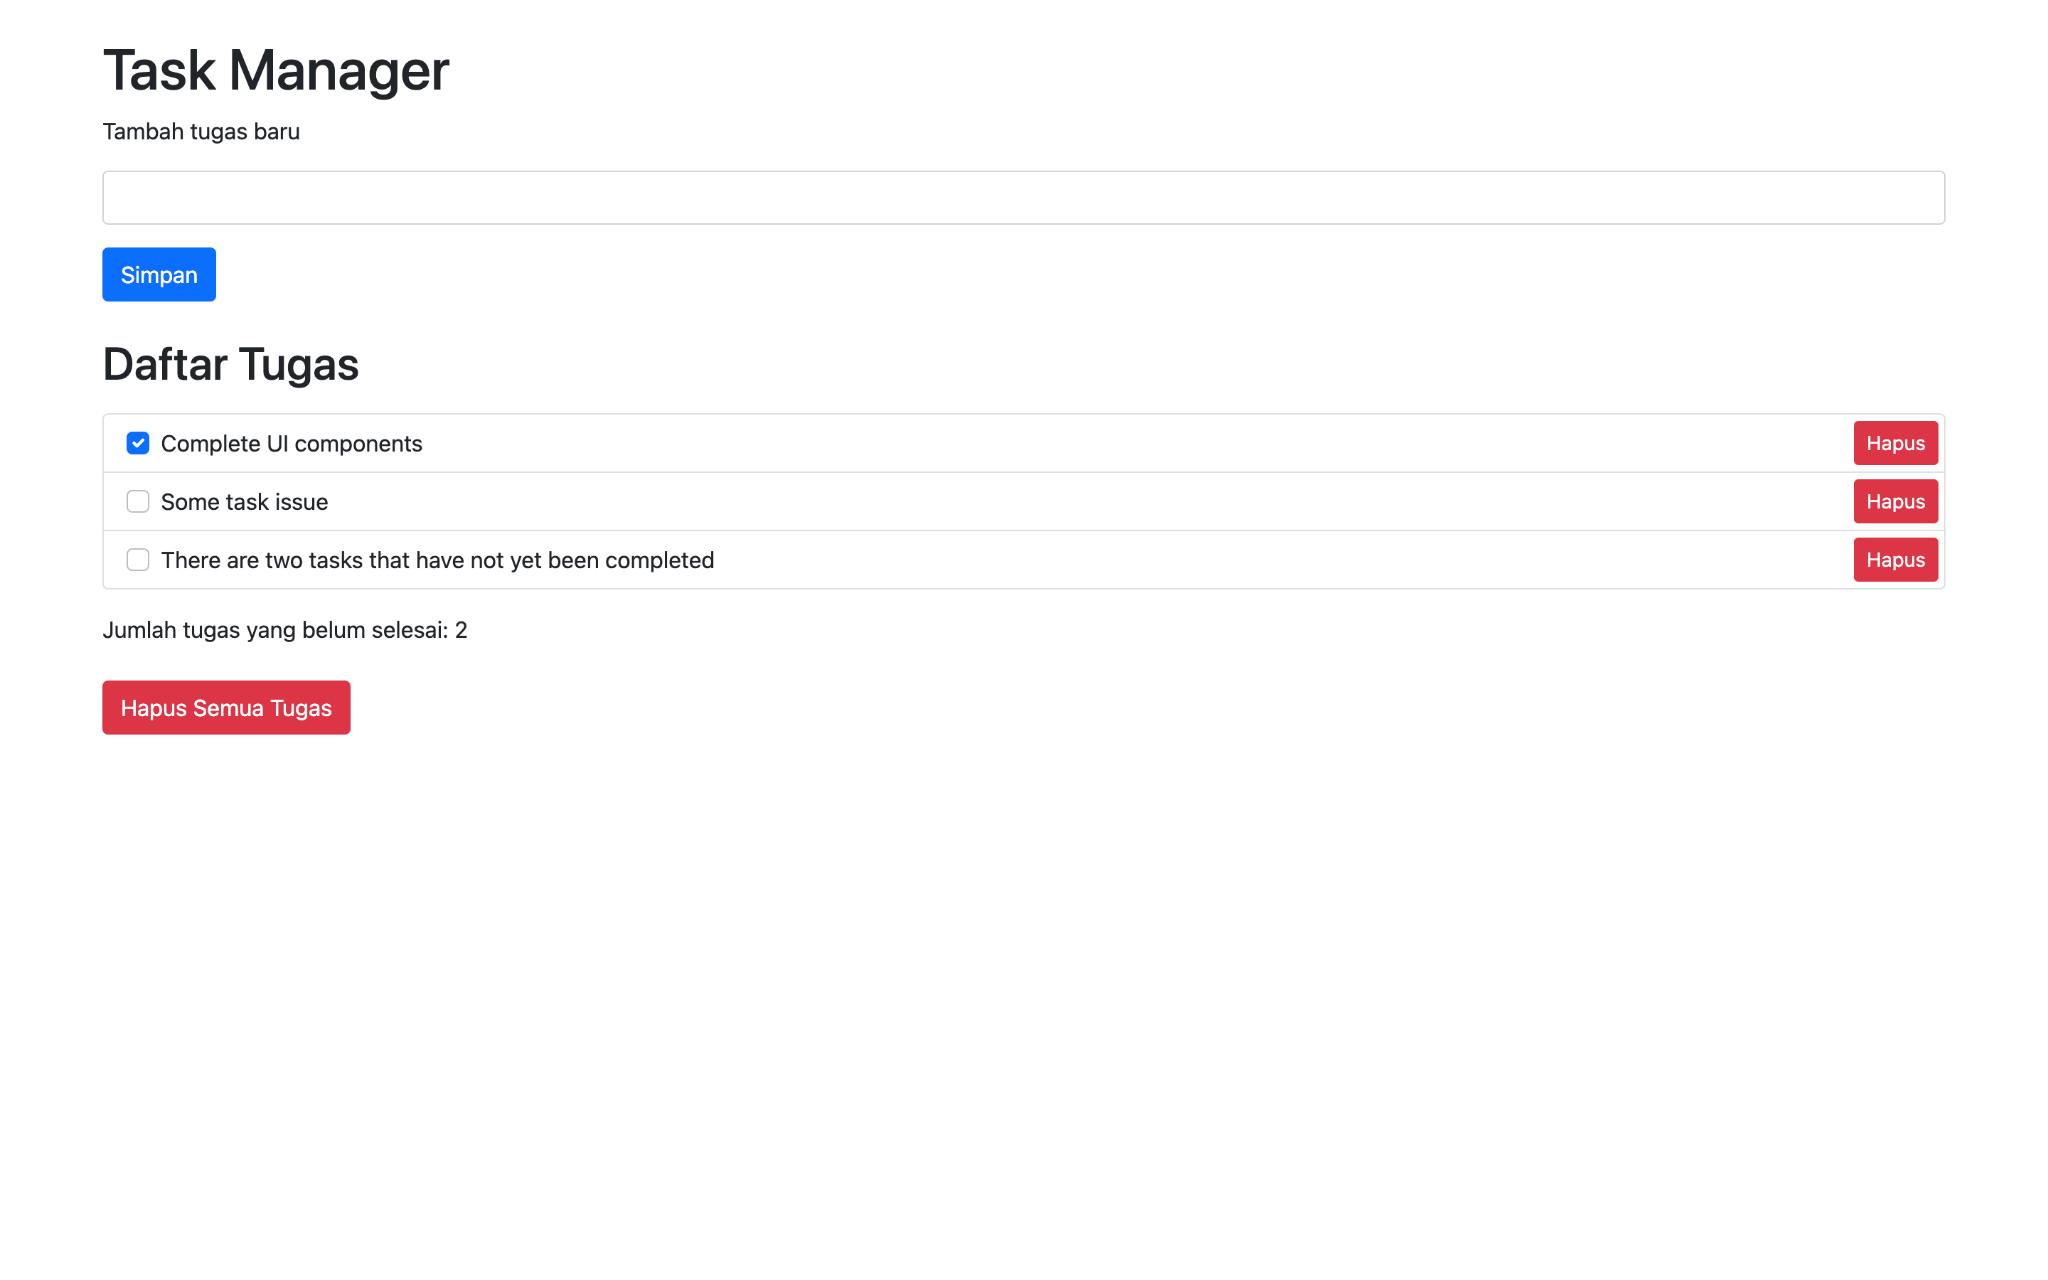 Task Manager
Tambah tugas baru
Simpan
Daftar Tugas
Complete UI components Hapus
Some task issue Hapus
There are two tasks that have not yet been completed Hapus
Jumlah tugas yang belum selesai: 2
Hapus Semua Tugas